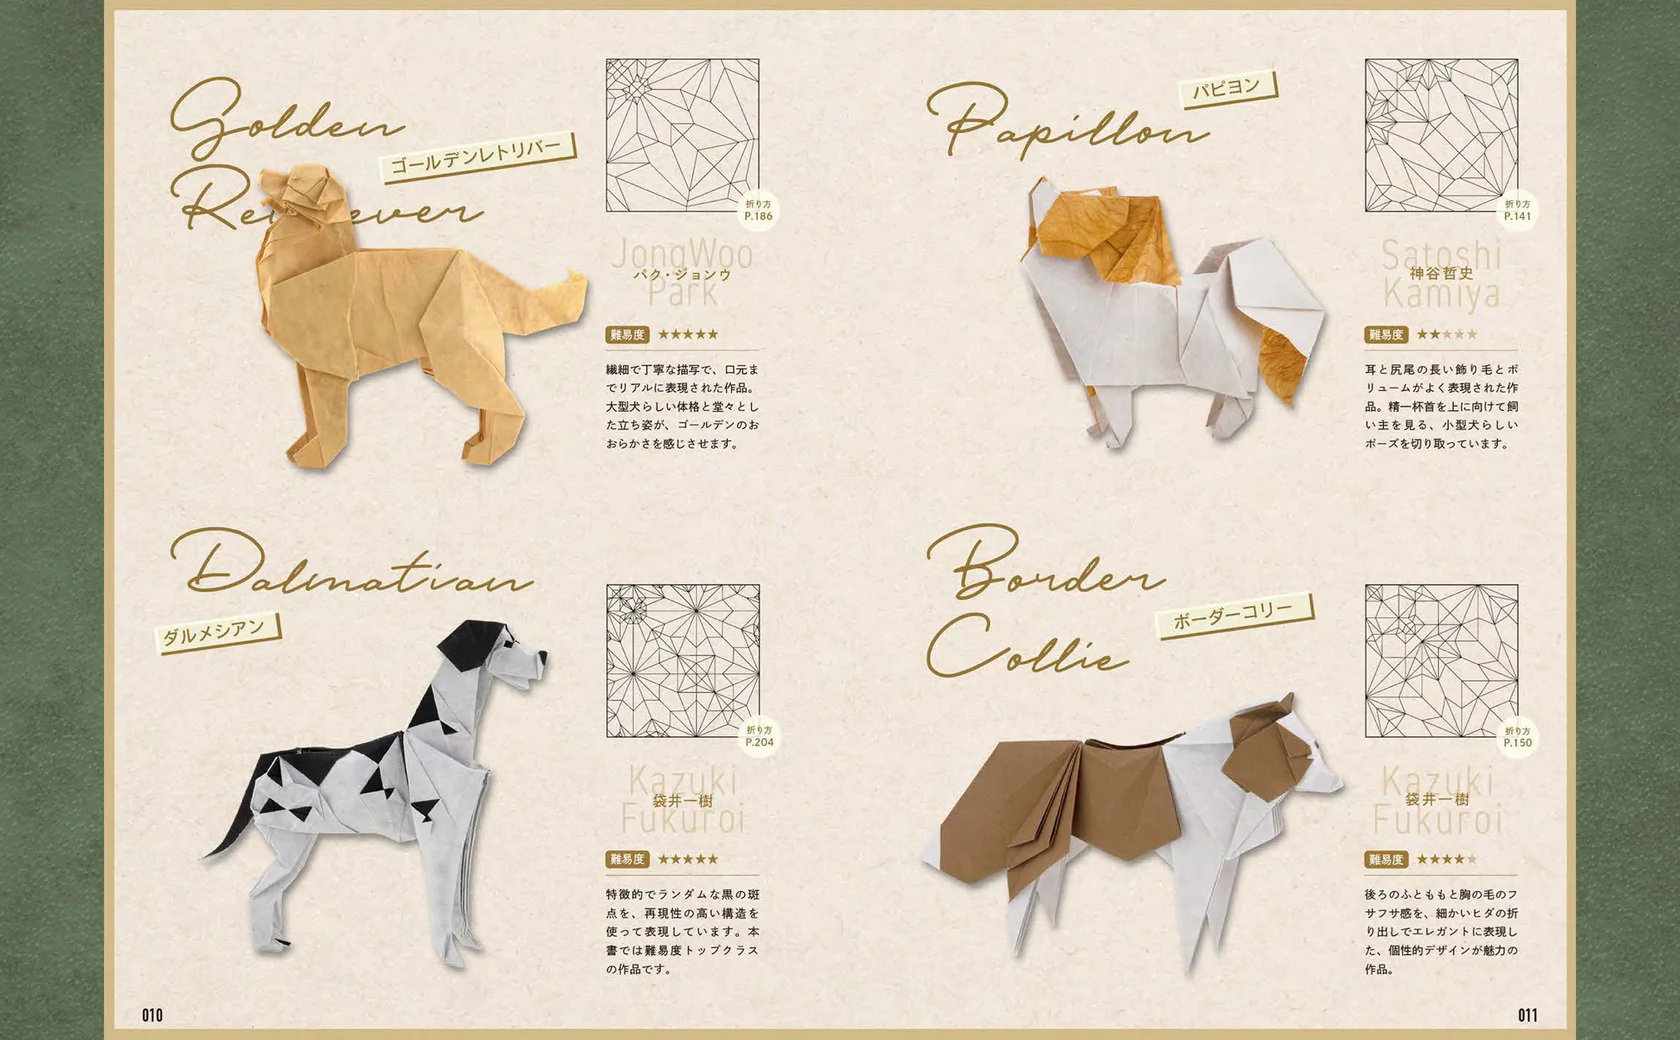 Golden
Retriever
ゴールデンレトリバー
折り方
P.186
JongWoo
Park
パク・ジョンウ
難易度 ★★★★★
繊細で丁寧な描写で、口元ま
でリアルに表現された作品。
大型犬らしい体格と堂々とし
た立ち姿が、ゴールデンのお
おらかさを感じさせます。
Dalmatian
ダルメシアン
折り方
P.204
Kazuki
Fukuroi
袋井一樹
難易度 ★★★★★
特徴的でランダムな黒の斑
点を、再現性の高い構造を
使って表現しています。本
書では難易度トップクラス
の作品です。
010
Papillon
パピヨン
折り方
P.141
Satoshi
Kamiya
神谷哲史
難易度 ★★★★★
耳と尻尾の長い飾り毛とボ
リュームがよく表現された作
品。精一杯首を上に向けて飼
い主を見る、小型犬らしい
ポーズを切り取っています。
Border
Collie
ボーダーコリー
折り方
P.150
Kazuki
Fukuroi
袋井一樹
難易度 ★★★★★
後ろのふとももと胸の毛のフ
サフサ感を、細かいヒダの折
り出しでエレガントに表現し
た、個性的デザインが魅力の
作品。
011